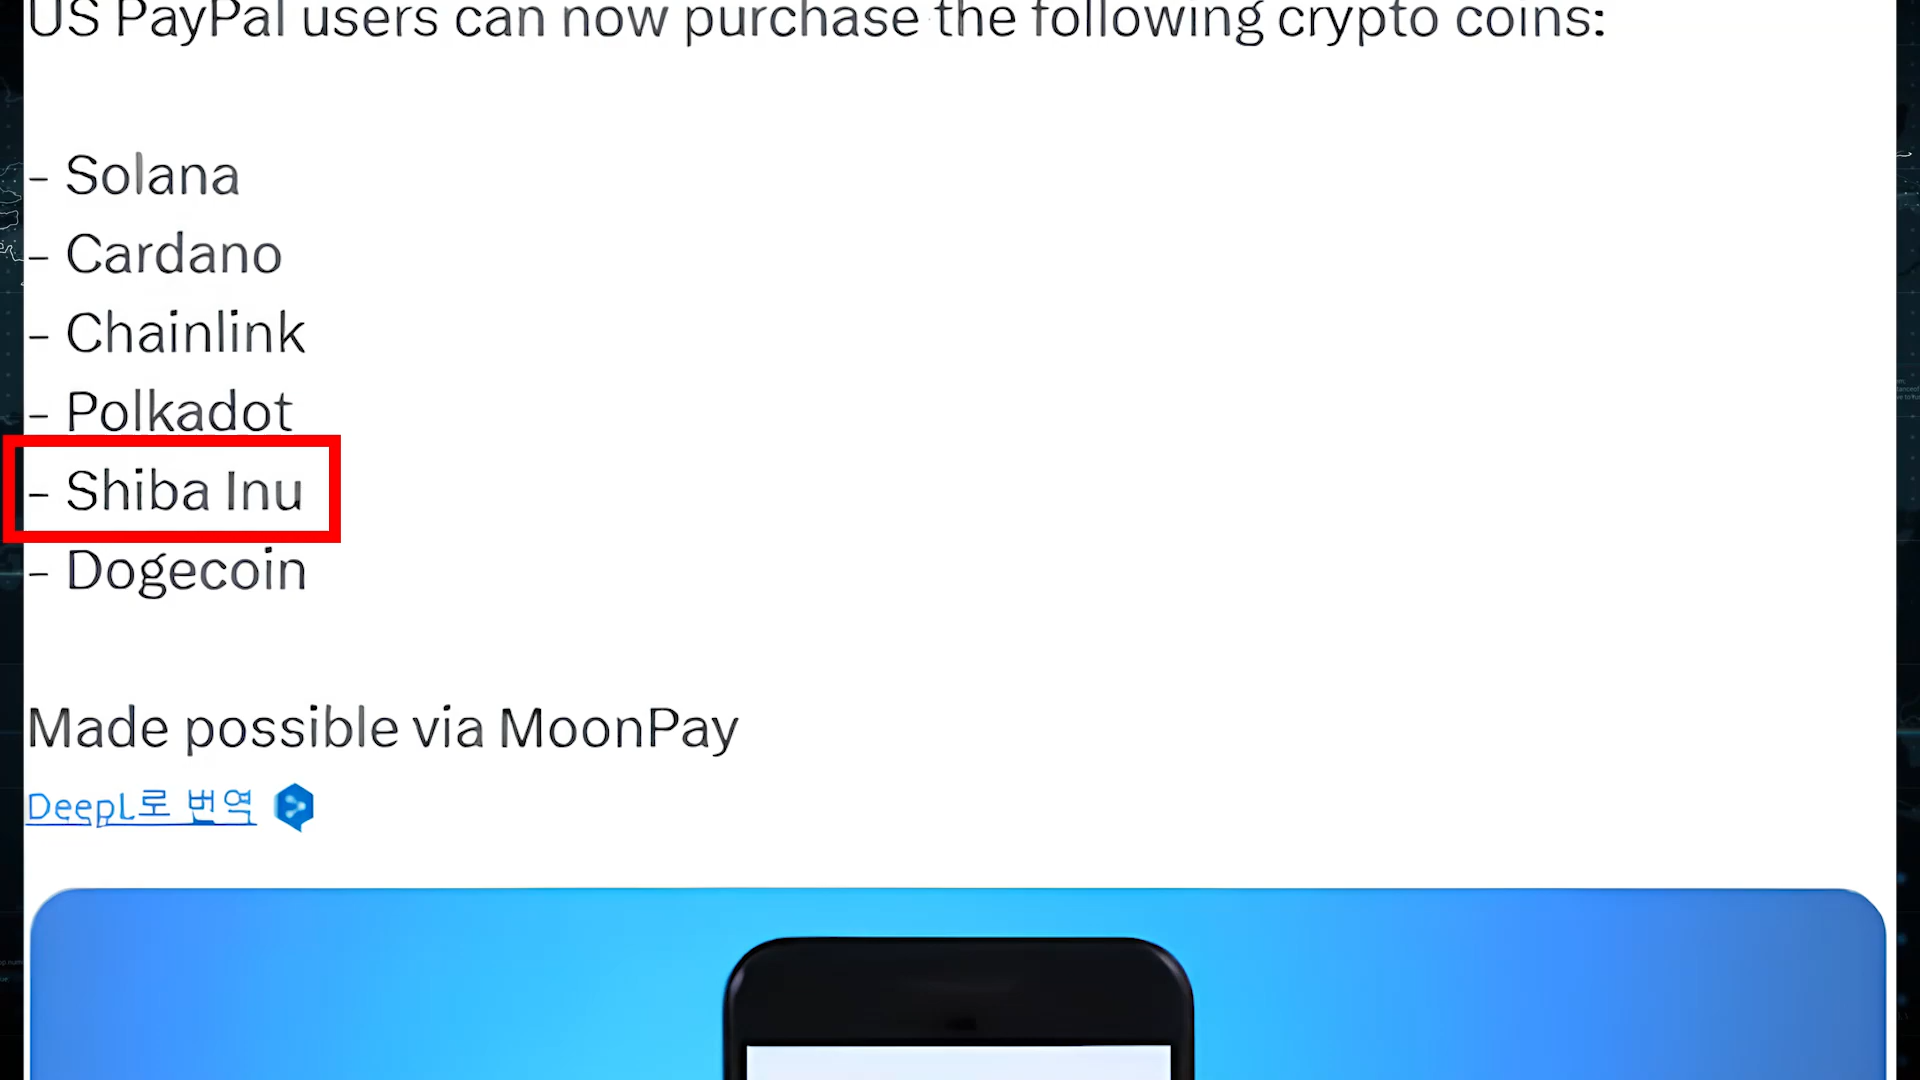 US PayPal users can now purchase the following crypto coins:
- Solana
- Cardano
- Chainlink
- Polkadot
- Shiba Inu
- Dogecoin
Made possible via MoonPay
DeepL로 번역